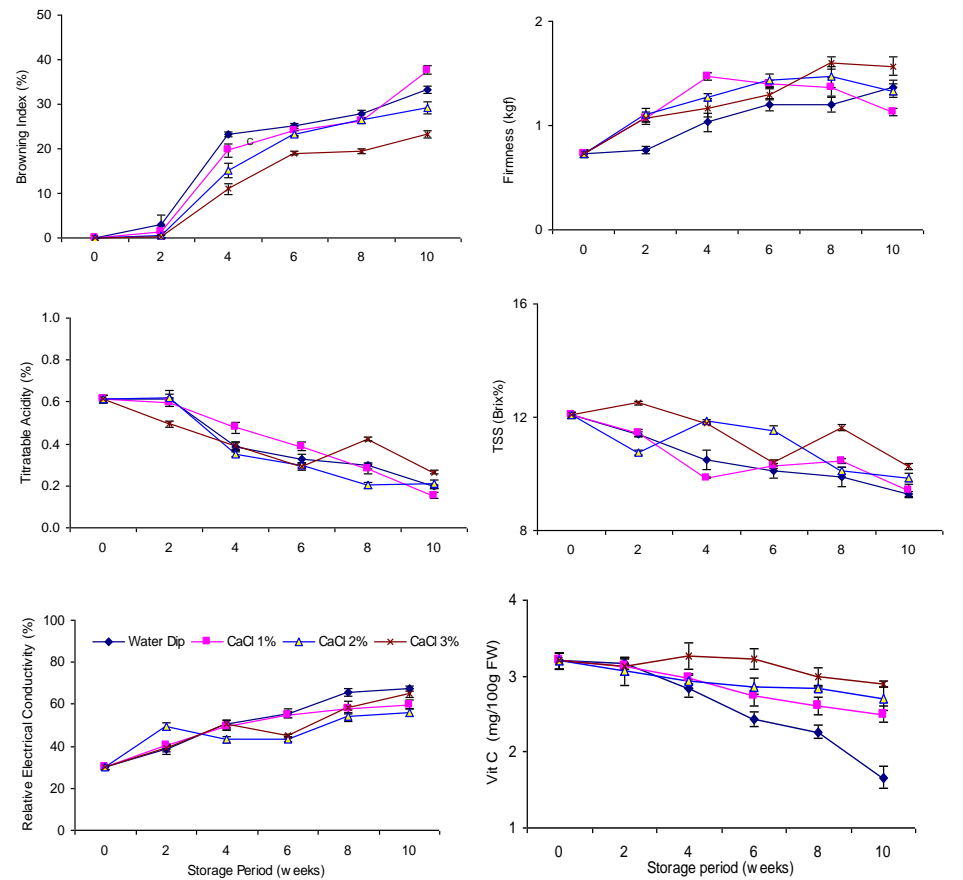 Browning Index (%)
50
40
30
20
10
0
c
0 2 4 6 8 10
Firmness (kgf)
2
1
0
0 2 4 6 8 10
Titratable Acidity (%)
1.0
0.8
0.6
0.4
0.2
0.0
0 2 4 6 8 10
TSS (Brix%)
16
12
8
0 2 4 6 8 10
Relative Electrical Conductivity (%)
100
80
60
40
20
0
Water Dip CaCl 1% CaCl 2% CaCl 3%
0 2 4 6 8 10
Storage Period (weeks)
Vit C (mg/100g FW)
4
3
2
1
0 2 4 6 8 10
Storage period (weeks)